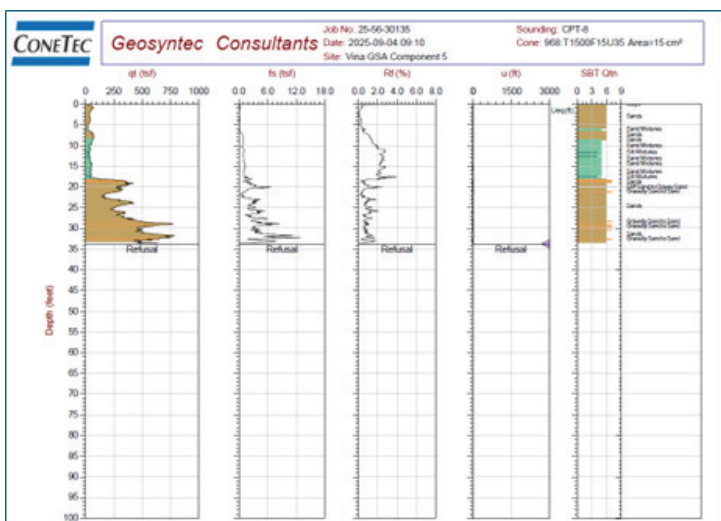 CONETEC
Geosyntec Consultants
Job No: 25-56-30135
Date: 2025-09-04 09:10
Site: Vina GSA Component 5
Sounding: CPT-8
Cone: 968:T1500F15U35 Area=15 cm²
qt (tsf)
fs (tsf)
Rf (%)
u (ft)
SBT Qtn
0 250 500 750 1000
0.0 6.0 12.0 18.0
0.0 2.0 4.0 6.0 8.0
0 1500 3000
0 3 6 9
Ueq(ft)
Depth (feet)
0
5
10
15
20
25
30
35
40
45
50
55
60
65
70
75
80
85
90
95
100
Sands
Sand Mixtures
Sands
Sands
Sand Mixtures
Silt Mixtures
Sand Mixtures
Sand Mixtures
Sand Mixtures
Silt Mixtures
Sands
Gravelly Sand to Sand
Sands
Gravelly Sand to Sand
Gravelly Sand to Sand
Sands
Gravelly Sand to Sand
Refusal
Refusal
Refusal
Refusal